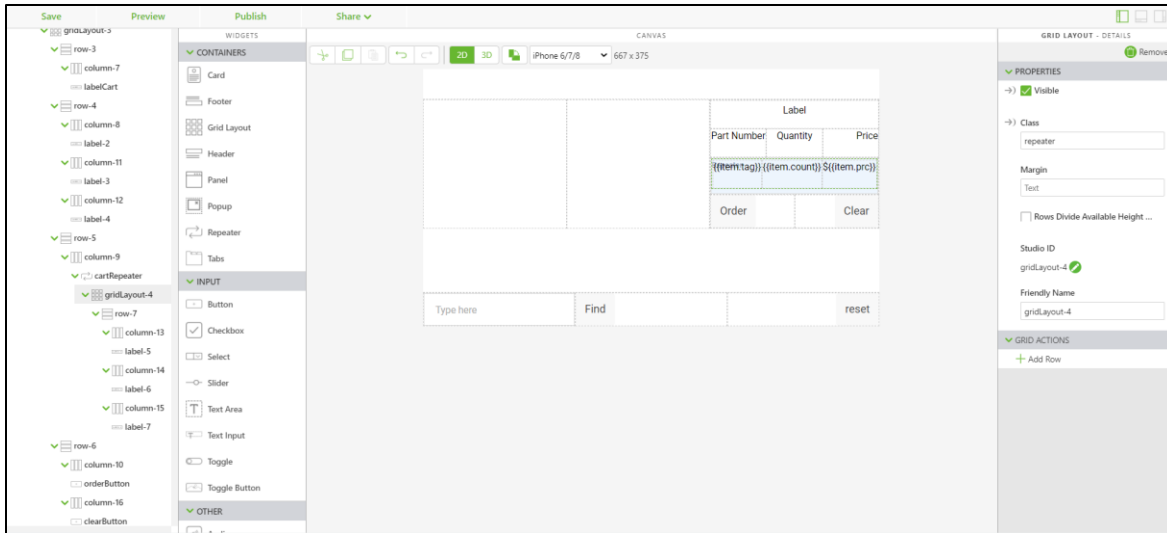 Save
Preview
Publish
Share
gridLayout-3
row-3
column-7
labelCart
row-4
column-8
label-2
column-11
label-3
column-12
label-4
row-5
column-9
cartRepeater
gridLayout-4
row-7
column-13
label-5
column-14
label-6
column-15
label-7
row-6
column-10
orderButton
column-16
clearButton
WIDGETS
CONTAINERS
Card
Footer
Grid Layout
Header
Panel
Popup
Repeater
Tabs
INPUT
Button
Checkbox
Select
Slider
Text Area
Text Input
Toggle
Toggle Button
OTHER
CANVAS
2D
3D
iPhone 6/7/8
667 x 375
Label
Part Number Quantity Price
{{item.tag}} {{item.count}} ${{item.prc}}
Order Clear
Type here Find reset
GRID LAYOUT - DETAILS
Remove
PROPERTIES
Visible
Class
repeater
Margin
Text
Rows Divide Available Height ...
Studio ID
gridLayout-4
Friendly Name
gridLayout-4
GRID ACTIONS
Add Row